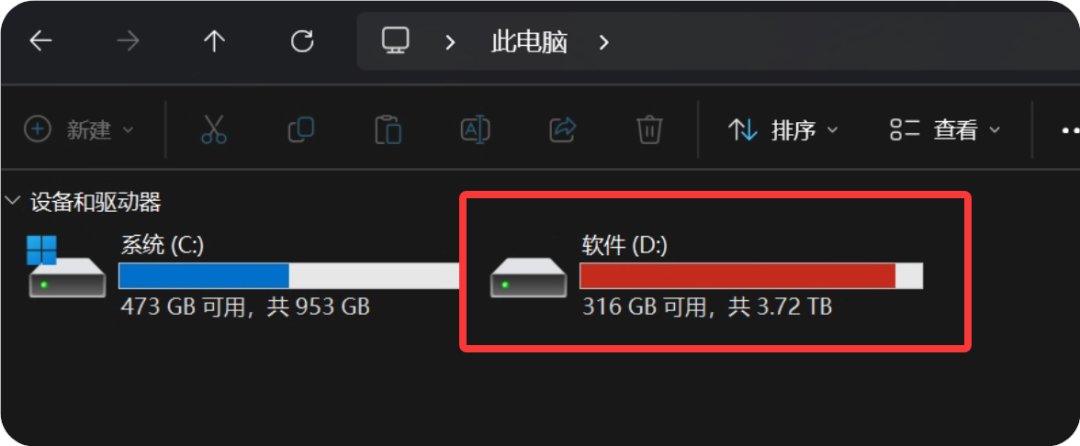 此电脑
新建 排序 查看
设备和驱动器
系统 (C:)
473 GB 可用，共 953 GB
软件 (D:)
316 GB 可用，共 3.72 TB